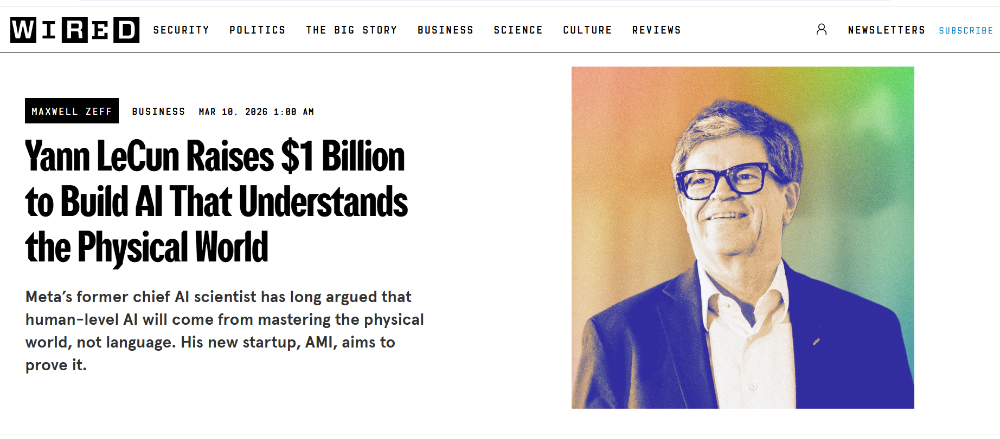 WIRED SECURITY POLITICS THE BIG STORY BUSINESS SCIENCE CULTURE REVIEWS NEWSLETTERS SUBSCRIBE
MAXWELL ZEFF BUSINESS MAR 10, 2026 1:00 AM
Yann LeCun Raises $1 Billion
to Build AI That Understands
the Physical World
Meta’s former chief AI scientist has long argued that
human-level AI will come from mastering the physical
world, not language. His new startup, AMI, aims to
prove it.